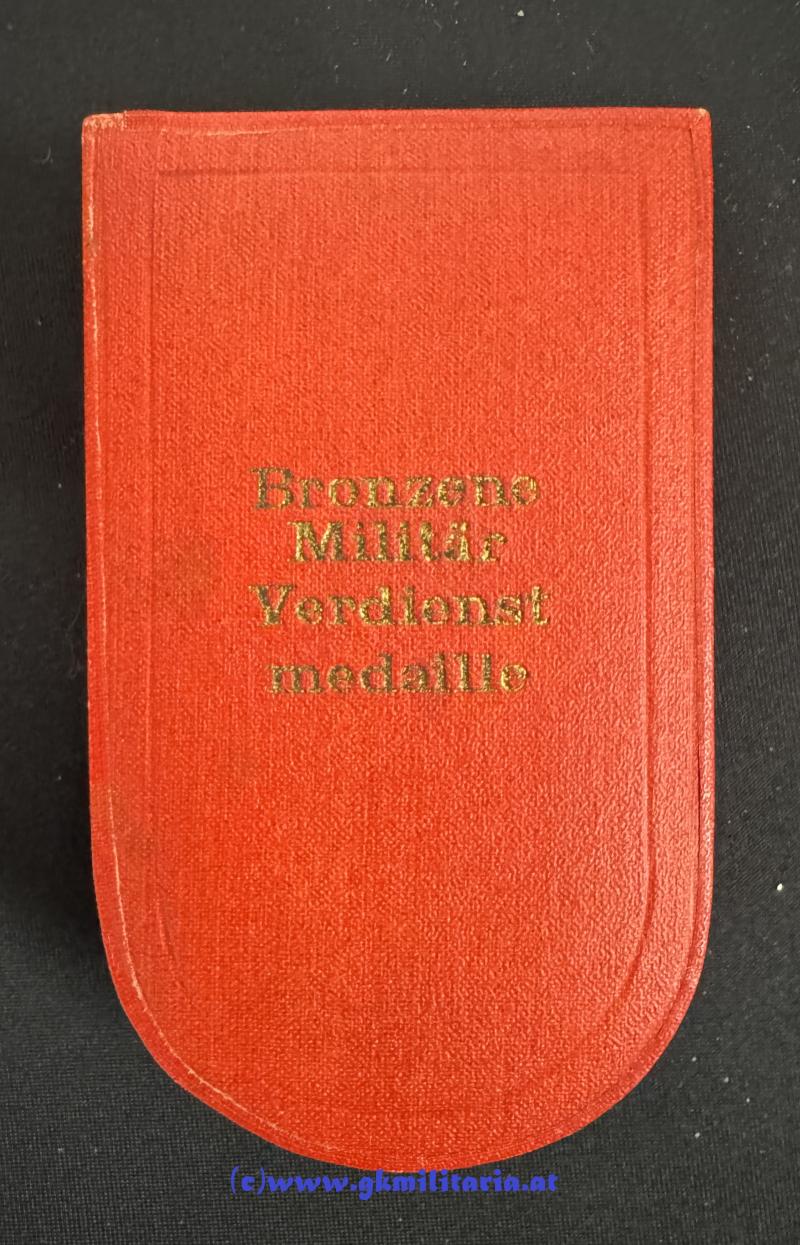 Bronzene
Militär
Verdienst
medaille
(c)www.gkmilitaria.at